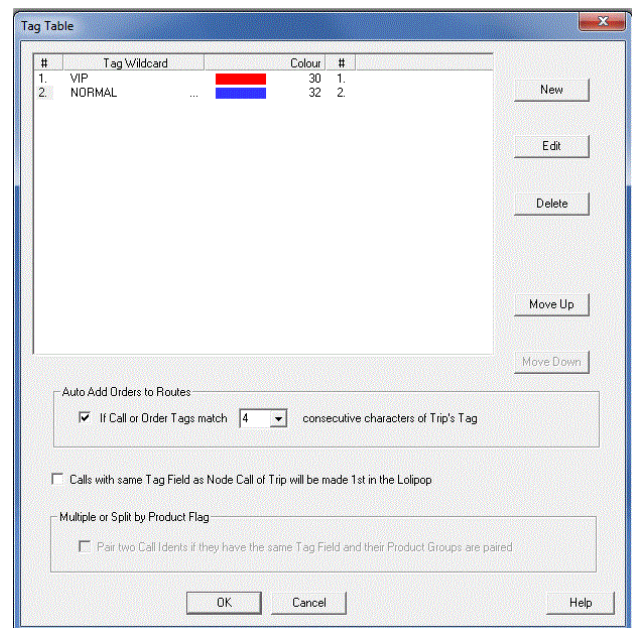 Tag Table
# Tag Wildcard Colour #
1. VIP 30 1.
2. NORMAL ... 32 2.
New
Edit
Delete
Move Up
Move Down
Auto Add Orders to Routes
If Call or Order Tags match 4 consecutive characters of Trip's Tag
Calls with same Tag Field as Node Call of Trip will be made 1st in the Lolipop
Multiple or Split by Product Flag
Pair two Call Idents if they have the same Tag Field and their Product Groups are paired
OK Cancel Help